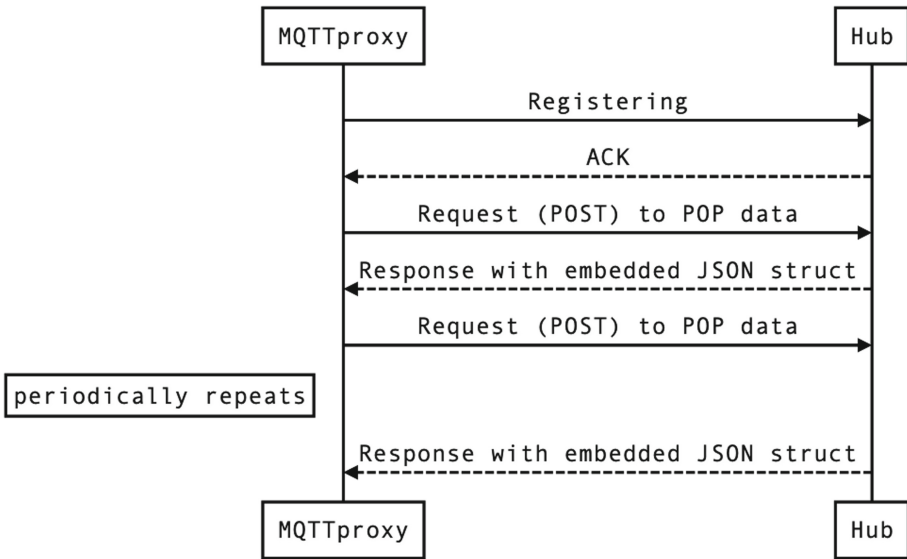 MQTTproxy
Hub
Registering
ACK
Request (POST) to POP data
Response with embedded JSON struct
Request (POST) to POP data
periodically repeats
Response with embedded JSON struct
MQTTproxy
Hub